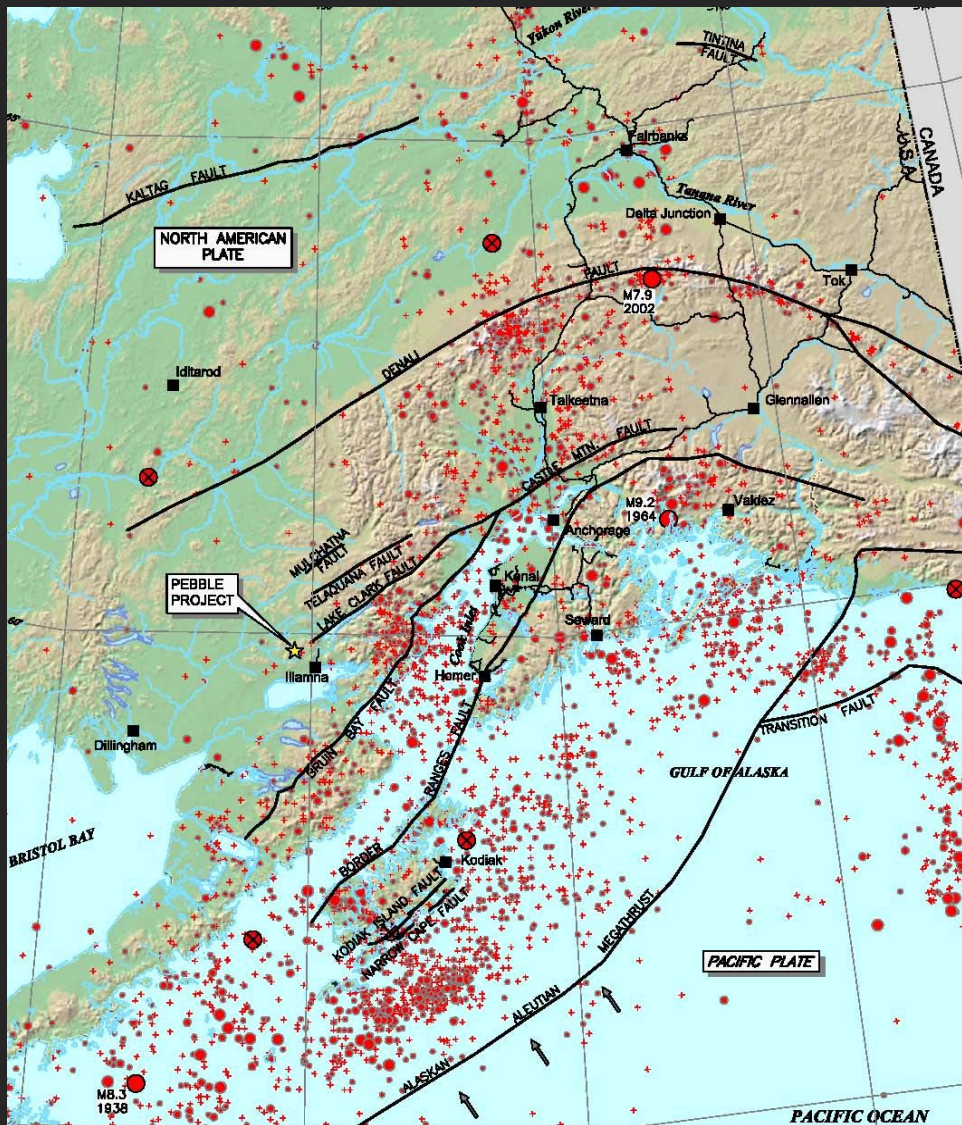 Yukon River
TINTINA
FAULT
CANADA
U.S.A.
Fairbanks
KALTAG FAULT
Tanana River
Delta Junction
NORTH AMERICAN
PLATE
FAULT
Tok
M7.9
2002
DENALI
Iditarod
Talkeetna
Glennallen
CASTLE MTN. FAULT
M9.2
1964
Valdez
Anchorage
MULCHATNA
FAULT
TELAQUANA FAULT
LAKE CLARK FAULT
PEBBLE
PROJECT
Kenai
60
Cook Inlet
Seward
Iliamna
Homer
BRUIN BAY FAULT
Dillingham
TRANSITION FAULT
RANGES FAULT
GULF OF ALASKA
BRISTOL BAY
BORDER
Kodiak
KODIAK ISLAND FAULT
NARROW CAPE FAULT
MEGATHRUST
PACIFIC PLATE
ALEUTIAN
ALASKAN
M8.3
1938
PACIFIC OCEAN